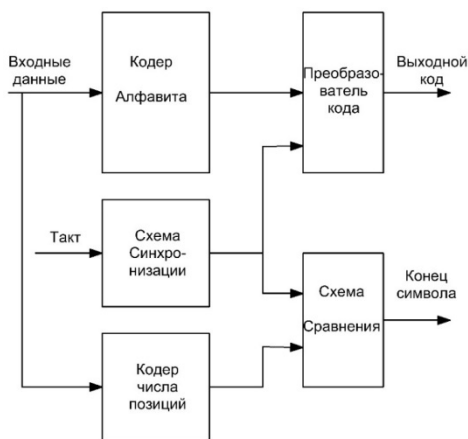 Входные
данные
Кодер
Алфавита
Преобразо-
ватель
кода
Выходной
код
Такт
Схема
Синхро-
низации
Схема
Сравнения
Конец
символа
Кодер
числа
позиций